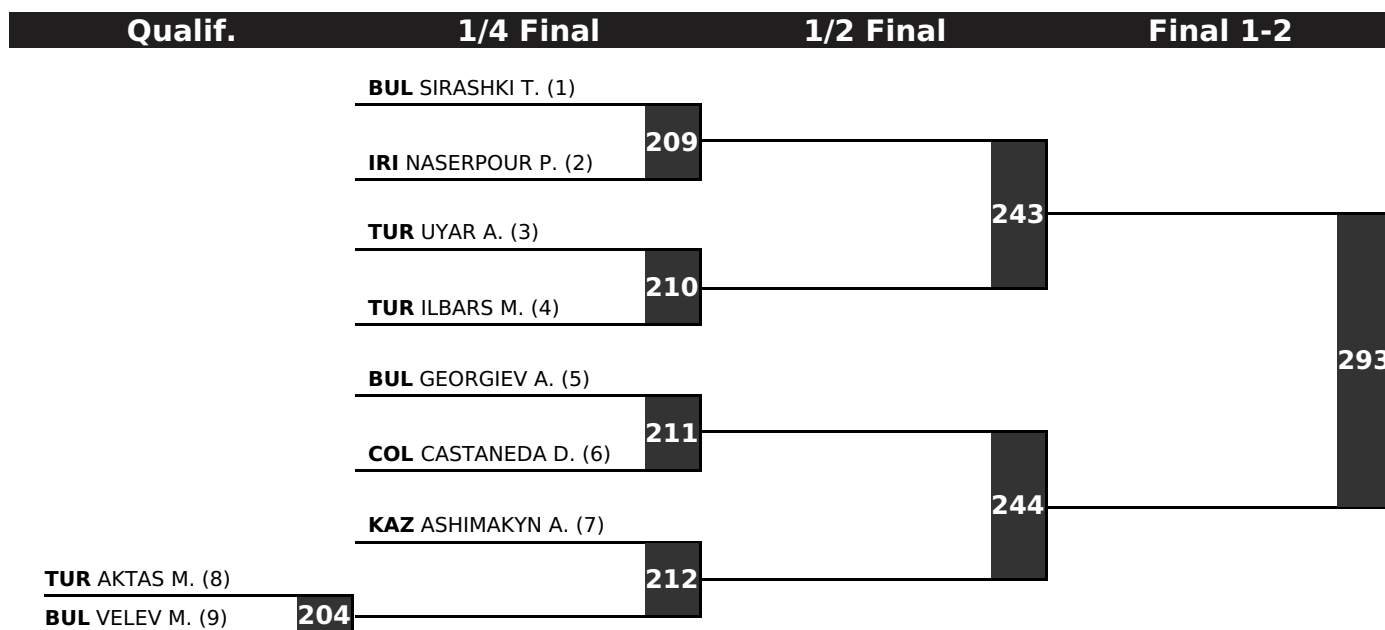 Qualif. 1/4 Final 1/2 Final Final 1-2
BUL SIRASHKI T. (1)
209
IRI NASERPOUR P. (2)
243
TUR UYAR A. (3)
210
TUR ILBARS M. (4)
293
BUL GEORGIEV A. (5)
211
COL CASTANEDA D. (6)
244
KAZ ASHIMAKYN A. (7)
TUR AKTAS M. (8)
212
BUL VELEV M. (9)
204